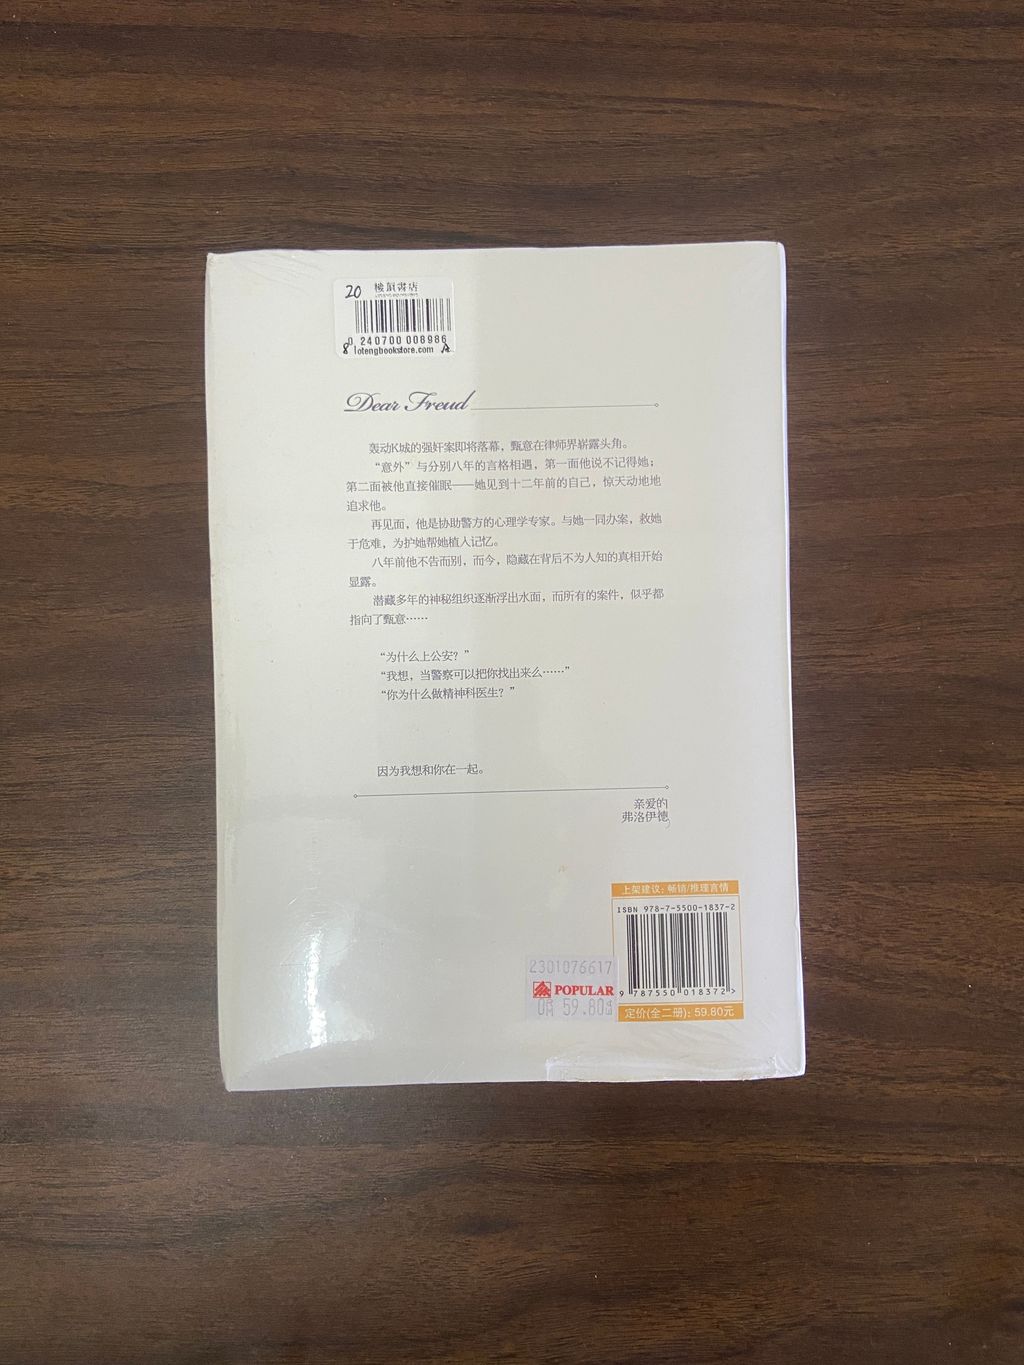 20 楼氹書店
0 240700 008986
8 lotengbookstore.com
Dear Freud
轰动K城的强奸案即将落幕，甄意在律师界崭露头角。
“意外”与分别八年的言格相遇，第一面他说不记得她；
第二面被他直接催眠——她见到十二年前的自己，惊天动地地
追求他。
再见面，他是协助警方的心理学专家。与她一同办案，救她
于危难，为护她帮她植入记忆。
八年前他不告而别，而今，隐藏在背后不为人知的真相开始
显露。
潜藏多年的神秘组织逐渐浮出水面，而所有的案件，似乎都
指向了甄意……
“为什么上公安？”
“我想，当警察可以把你找出来么……”
“你为什么做精神科医生？”
因为我想和你在一起。
亲爱的
弗洛伊德
上架建议：畅销/推理言情
ISBN 978-7-5500-1837-2
9 787550 018372 >
定价(全二册)：59.80元
2301076617
POPULAR
59.80